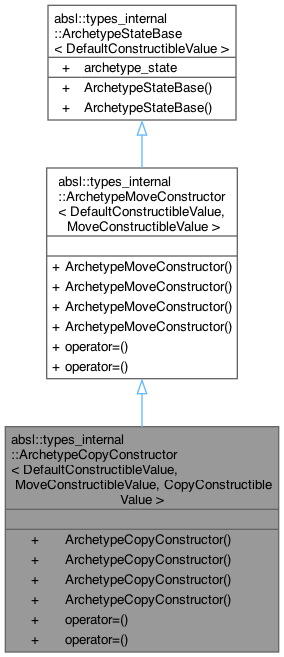 absl::types_internal
::ArchetypeStateBase
< DefaultConstructibleValue >
+ archetype_state
+ ArchetypeStateBase()
+ ArchetypeStateBase()
absl::types_internal
::ArchetypeMoveConstructor
< DefaultConstructibleValue,
MoveConstructibleValue >
+ ArchetypeMoveConstructor()
+ ArchetypeMoveConstructor()
+ ArchetypeMoveConstructor()
+ ArchetypeMoveConstructor()
+ operator=()
+ operator=()
absl::types_internal
::ArchetypeCopyConstructor
< DefaultConstructibleValue,
MoveConstructibleValue, CopyConstructible
Value >
+ ArchetypeCopyConstructor()
+ ArchetypeCopyConstructor()
+ ArchetypeCopyConstructor()
+ ArchetypeCopyConstructor()
+ operator=()
+ operator=()